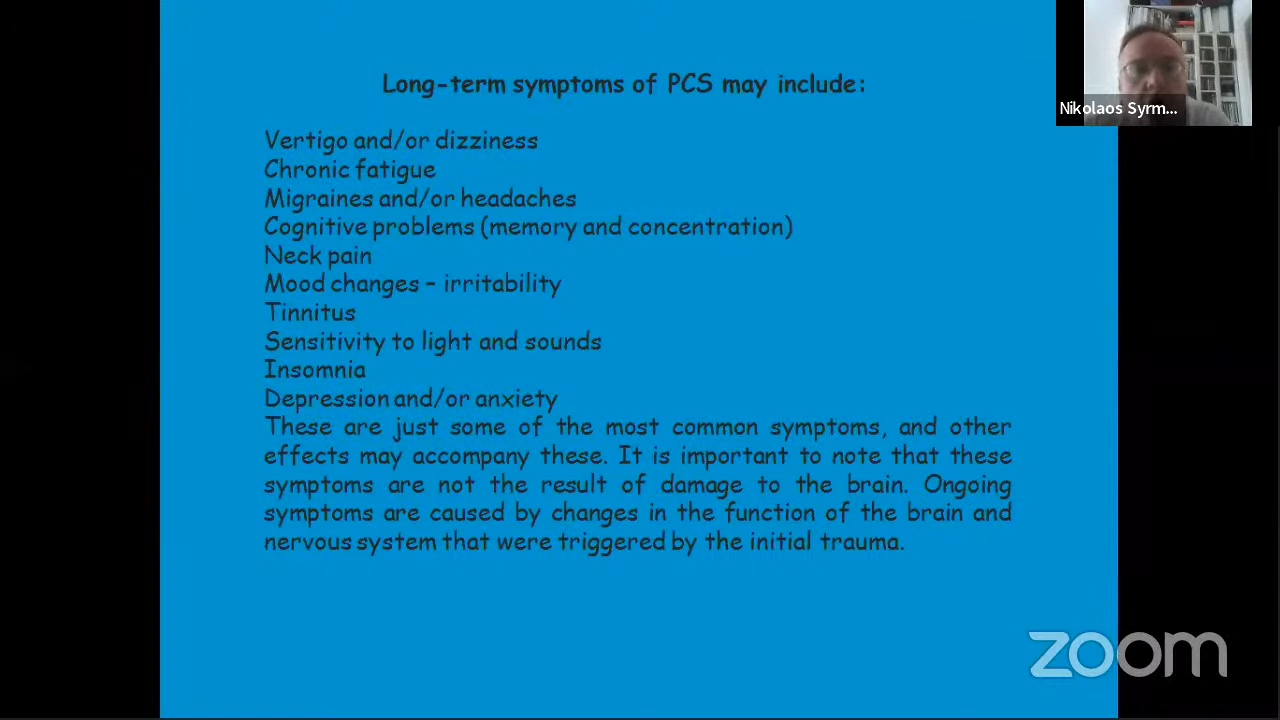 Long-term symptoms of PCS may include:
Nikolaos Syrm...
Vertigo and/or dizziness
Chronic fatigue
Migraines and/or headaches
Cognitive problems (memory and concentration)
Neck pain
Mood changes – irritability
Tinnitus
Sensitivity to light and sounds
Insomnia
Depression and/or anxiety
These are just some of the most common symptoms, and other
effects may accompany these. It is important to note that these
symptoms are not the result of damage to the brain. Ongoing
symptoms are caused by changes in the function of the brain and
nervous system that were triggered by the initial trauma.
zoom